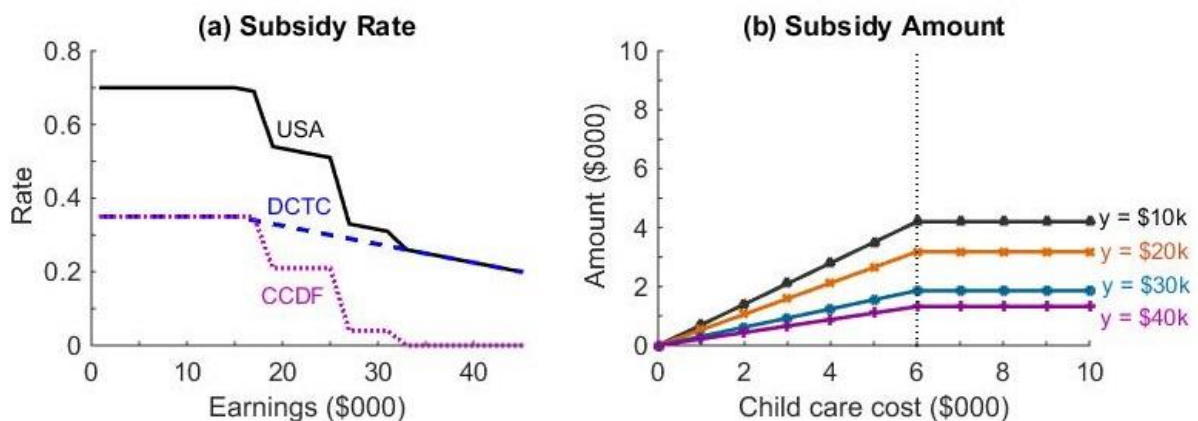 (a) Subsidy Rate
0.8
0.6
0.4
0.2
0
Rate
USA
DCTC
CCDF
0 10 20 30 40
Earnings ($000)
(b) Subsidy Amount
10
8
6
4
2
0
Amount ($000)
y = $10k
y = $20k
y = $30k
y = $40k
0 2 4 6 8 10
Child care cost ($000)